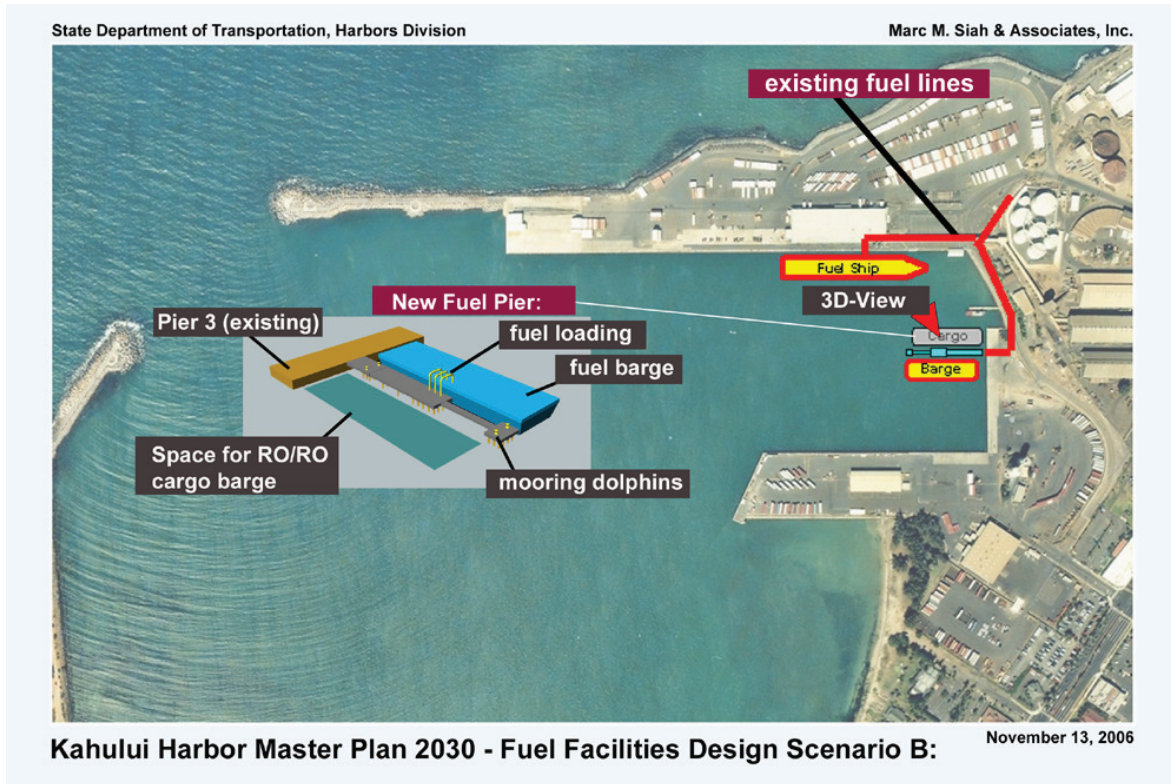 State Department of Transportation, Harbors Division
Marc M. Siah & Associates, Inc.
existing fuel lines
Fuel Ship
3D-View
New Fuel Pier:
Pier 3 (existing)
fuel loading
Cargo
fuel barge
Barge
Space for RO/RO
cargo barge
mooring dolphins
Kahului Harbor Master Plan 2030 - Fuel Facilities Design Scenario B:
November 13, 2006